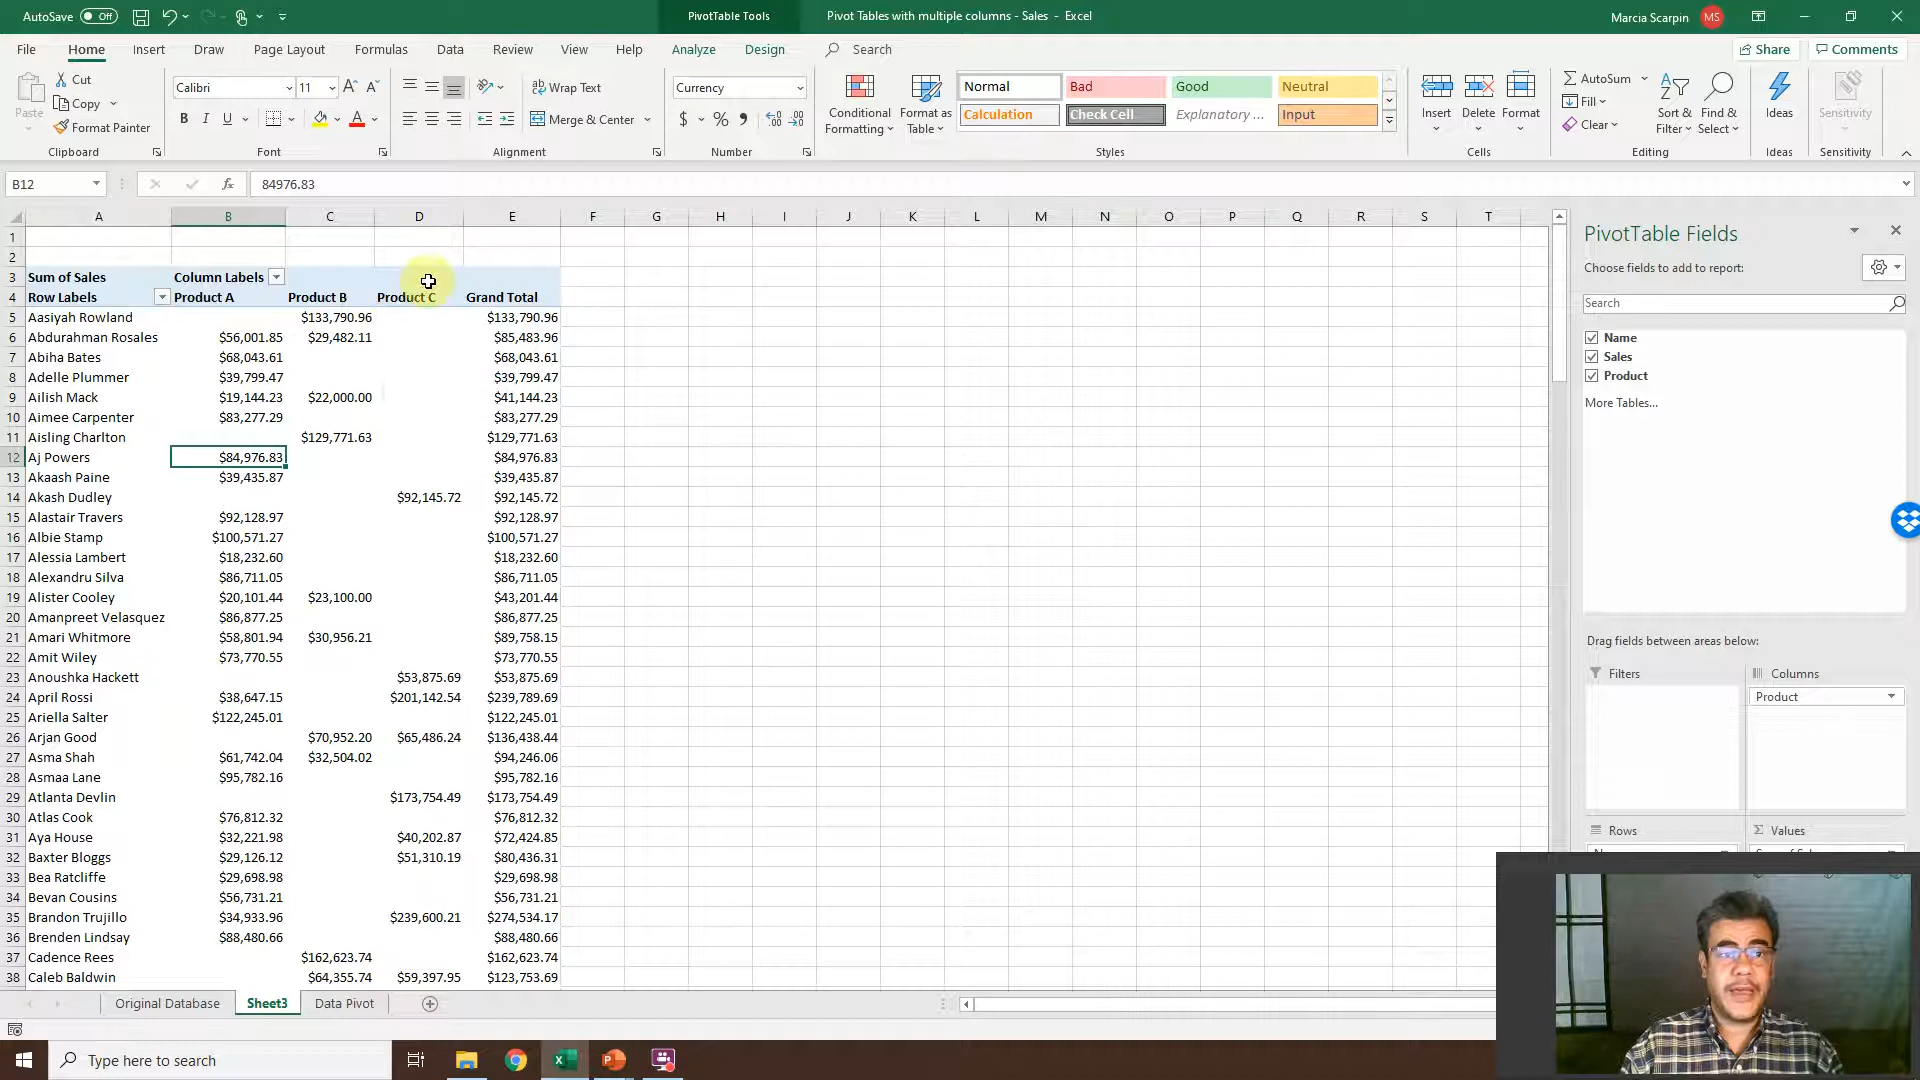 AutoSave Off PivotTable Tools Pivot Tables with multiple columns - Sales - Excel Marcia Scarpin MS
File Home Insert Draw Page Layout Formulas Data Review View Help Analyze Design Search Share Comments
Cut
Copy
Format Painter
Paste
Clipboard
Calibri 11
B I U
Font
Wrap Text
Merge & Center
Alignment
Currency
$ % ,
Number
Conditional Formatting
Format as Table
Normal Bad Good Neutral
Calculation Check Cell Explanatory ... Input
Styles
Insert Delete Format
Cells
AutoSum
Fill
Clear
Sort & Filter
Find & Select
Editing
Ideas
Ideas
Sensitivity
Sensitivity
B12 fx 84976.83
A B C D E F G H I J K L M N O P Q R S T
1
2
3 Sum of Sales Column Labels
4 Row Labels Product A Product B Product C Grand Total
5 Aasiyah Rowland $133,790.96 $133,790.96
6 Abdurahman Rosales $56,001.85 $29,482.11 $85,483.96
7 Abiha Bates $68,043.61 $68,043.61
8 Adelle Plummer $39,799.47 $39,799.47
9 Ailish Mack $19,144.23 $22,000.00 $41,144.23
10 Aimee Carpenter $83,277.29 $83,277.29
11 Aisling Charlton $129,771.63 $129,771.63
12 Aj Powers $84,976.83 $84,976.83
13 Akaash Paine $39,435.87 $39,435.87
14 Akash Dudley $92,145.72 $92,145.72
15 Alastair Travers $92,128.97 $92,128.97
16 Albie Stamp $100,571.27 $100,571.27
17 Alessia Lambert $18,232.60 $18,232.60
18 Alexandru Silva $86,711.05 $86,711.05
19 Alister Cooley $20,101.44 $23,100.00 $43,201.44
20 Amanpreet Velasquez $86,877.25 $86,877.25
21 Amari Whitmore $58,801.94 $30,956.21 $89,758.15
22 Amit Wiley $73,770.55 $73,770.55
23 Anoushka Hackett $53,875.69 $53,875.69
24 April Rossi $38,647.15 $201,142.54 $239,789.69
25 Ariella Salter $122,245.01 $122,245.01
26 Arjan Good $70,952.20 $65,486.24 $136,438.44
27 Asma Shah $61,742.04 $32,504.02 $94,246.06
28 Asmaa Lane $95,782.16 $95,782.16
29 Atlanta Devlin $173,754.49 $173,754.49
30 Atlas Cook $76,812.32 $76,812.32
31 Aya House $32,221.98 $40,202.87 $72,424.85
32 Baxter Bloggs $29,126.12 $51,310.19 $80,436.31
33 Bea Ratcliffe $29,698.98 $29,698.98
34 Bevan Cousins $56,731.21 $56,731.21
35 Brandon Trujillo $34,933.96 $239,600.21 $274,534.17
36 Brenden Lindsay $88,480.66 $88,480.66
37 Cadence Rees $162,623.74 $162,623.74
38 Caleb Baldwin $64,355.74 $59,397.95 $123,753.69
PivotTable Fields
Choose fields to add to report:
Search
Name
Sales
Product
More Tables...
Drag fields between areas below:
Filters Columns
Product
Rows Values
Original Database Sheet3 Data Pivot
Type here to search